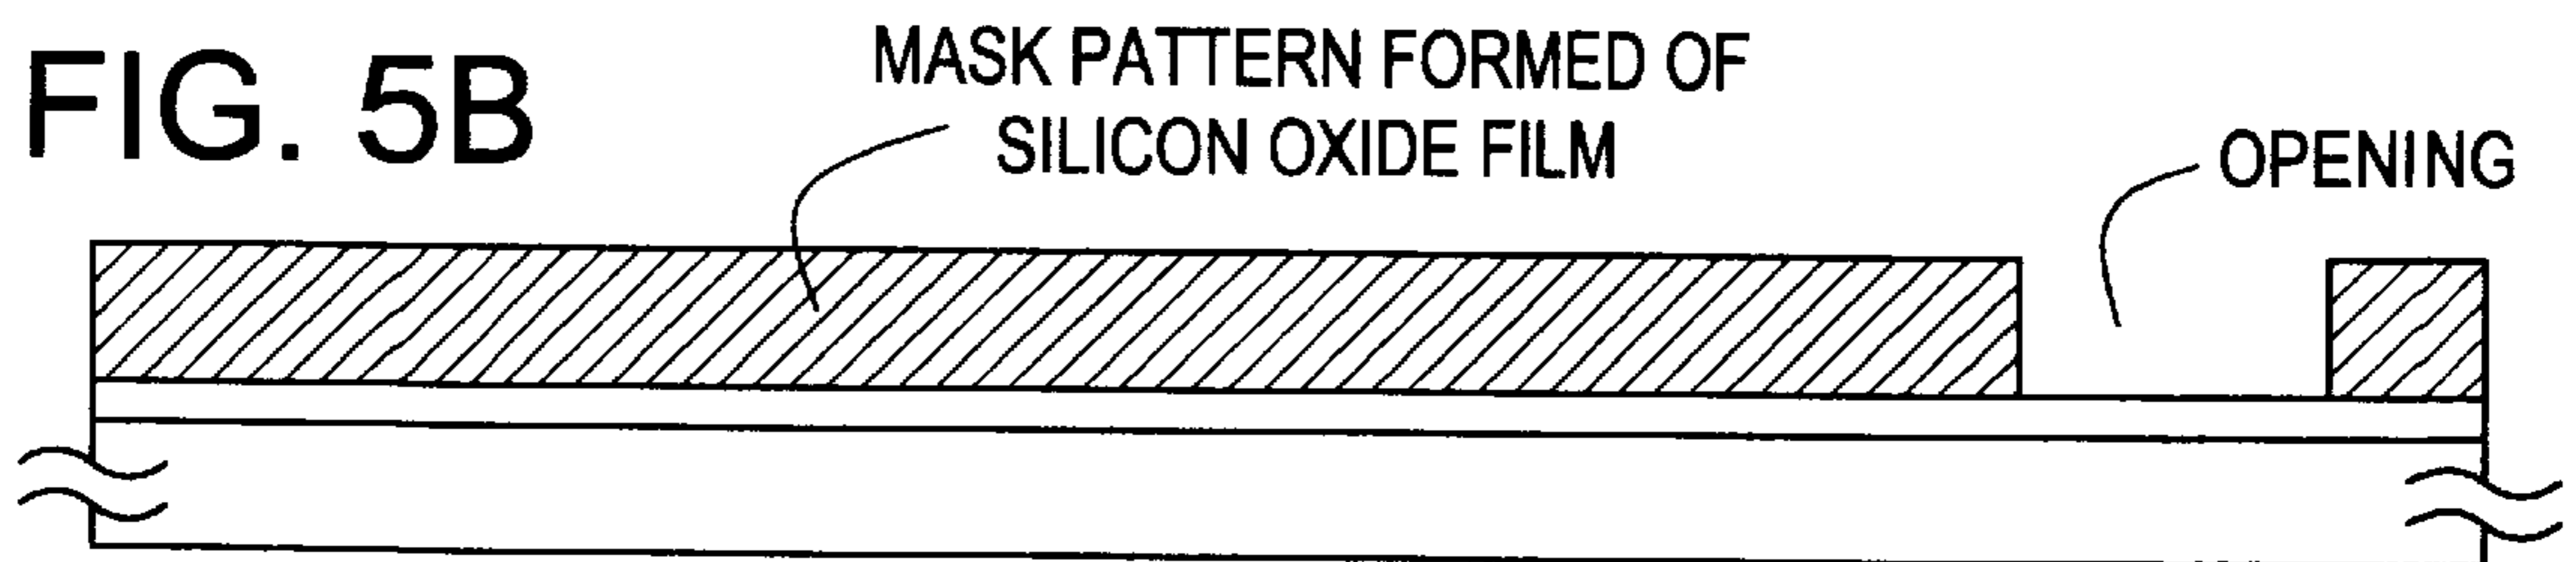 FIG. 5B
MASK PATTERN FORMED OF
SILICON OXIDE FILM
OPENING